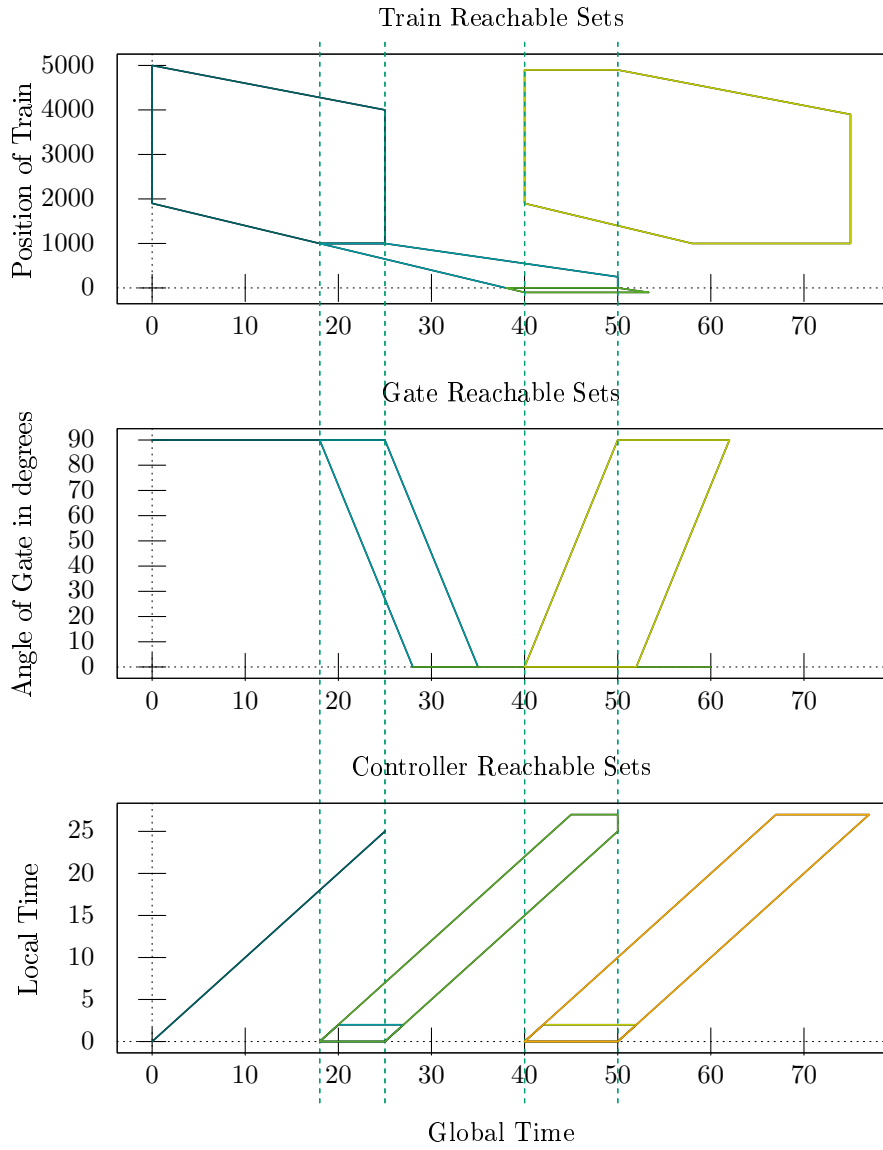 Train Reachable Sets
Position of Train
5000
4000
3000
2000
1000
0
0 10 20 30 40 50 60 70
Gate Reachable Sets
Angle of Gate in degrees
90
80
70
60
50
40
30
20
10
0
0 10 20 30 40 50 60 70
Controller Reachable Sets
Local Time
25
20
15
10
5
0
0 10 20 30 40 50 60 70
Global Time